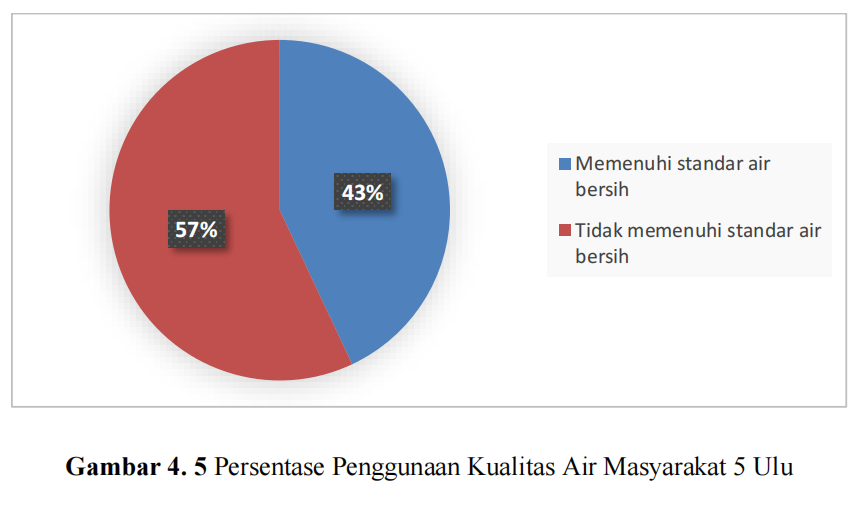 43%
57%
Memenuhi standar air
bersih
Tidak memenuhi standar air
bersih
Gambar 4. 5 Persentase Penggunaan Kualitas Air Masyarakat 5 Ulu